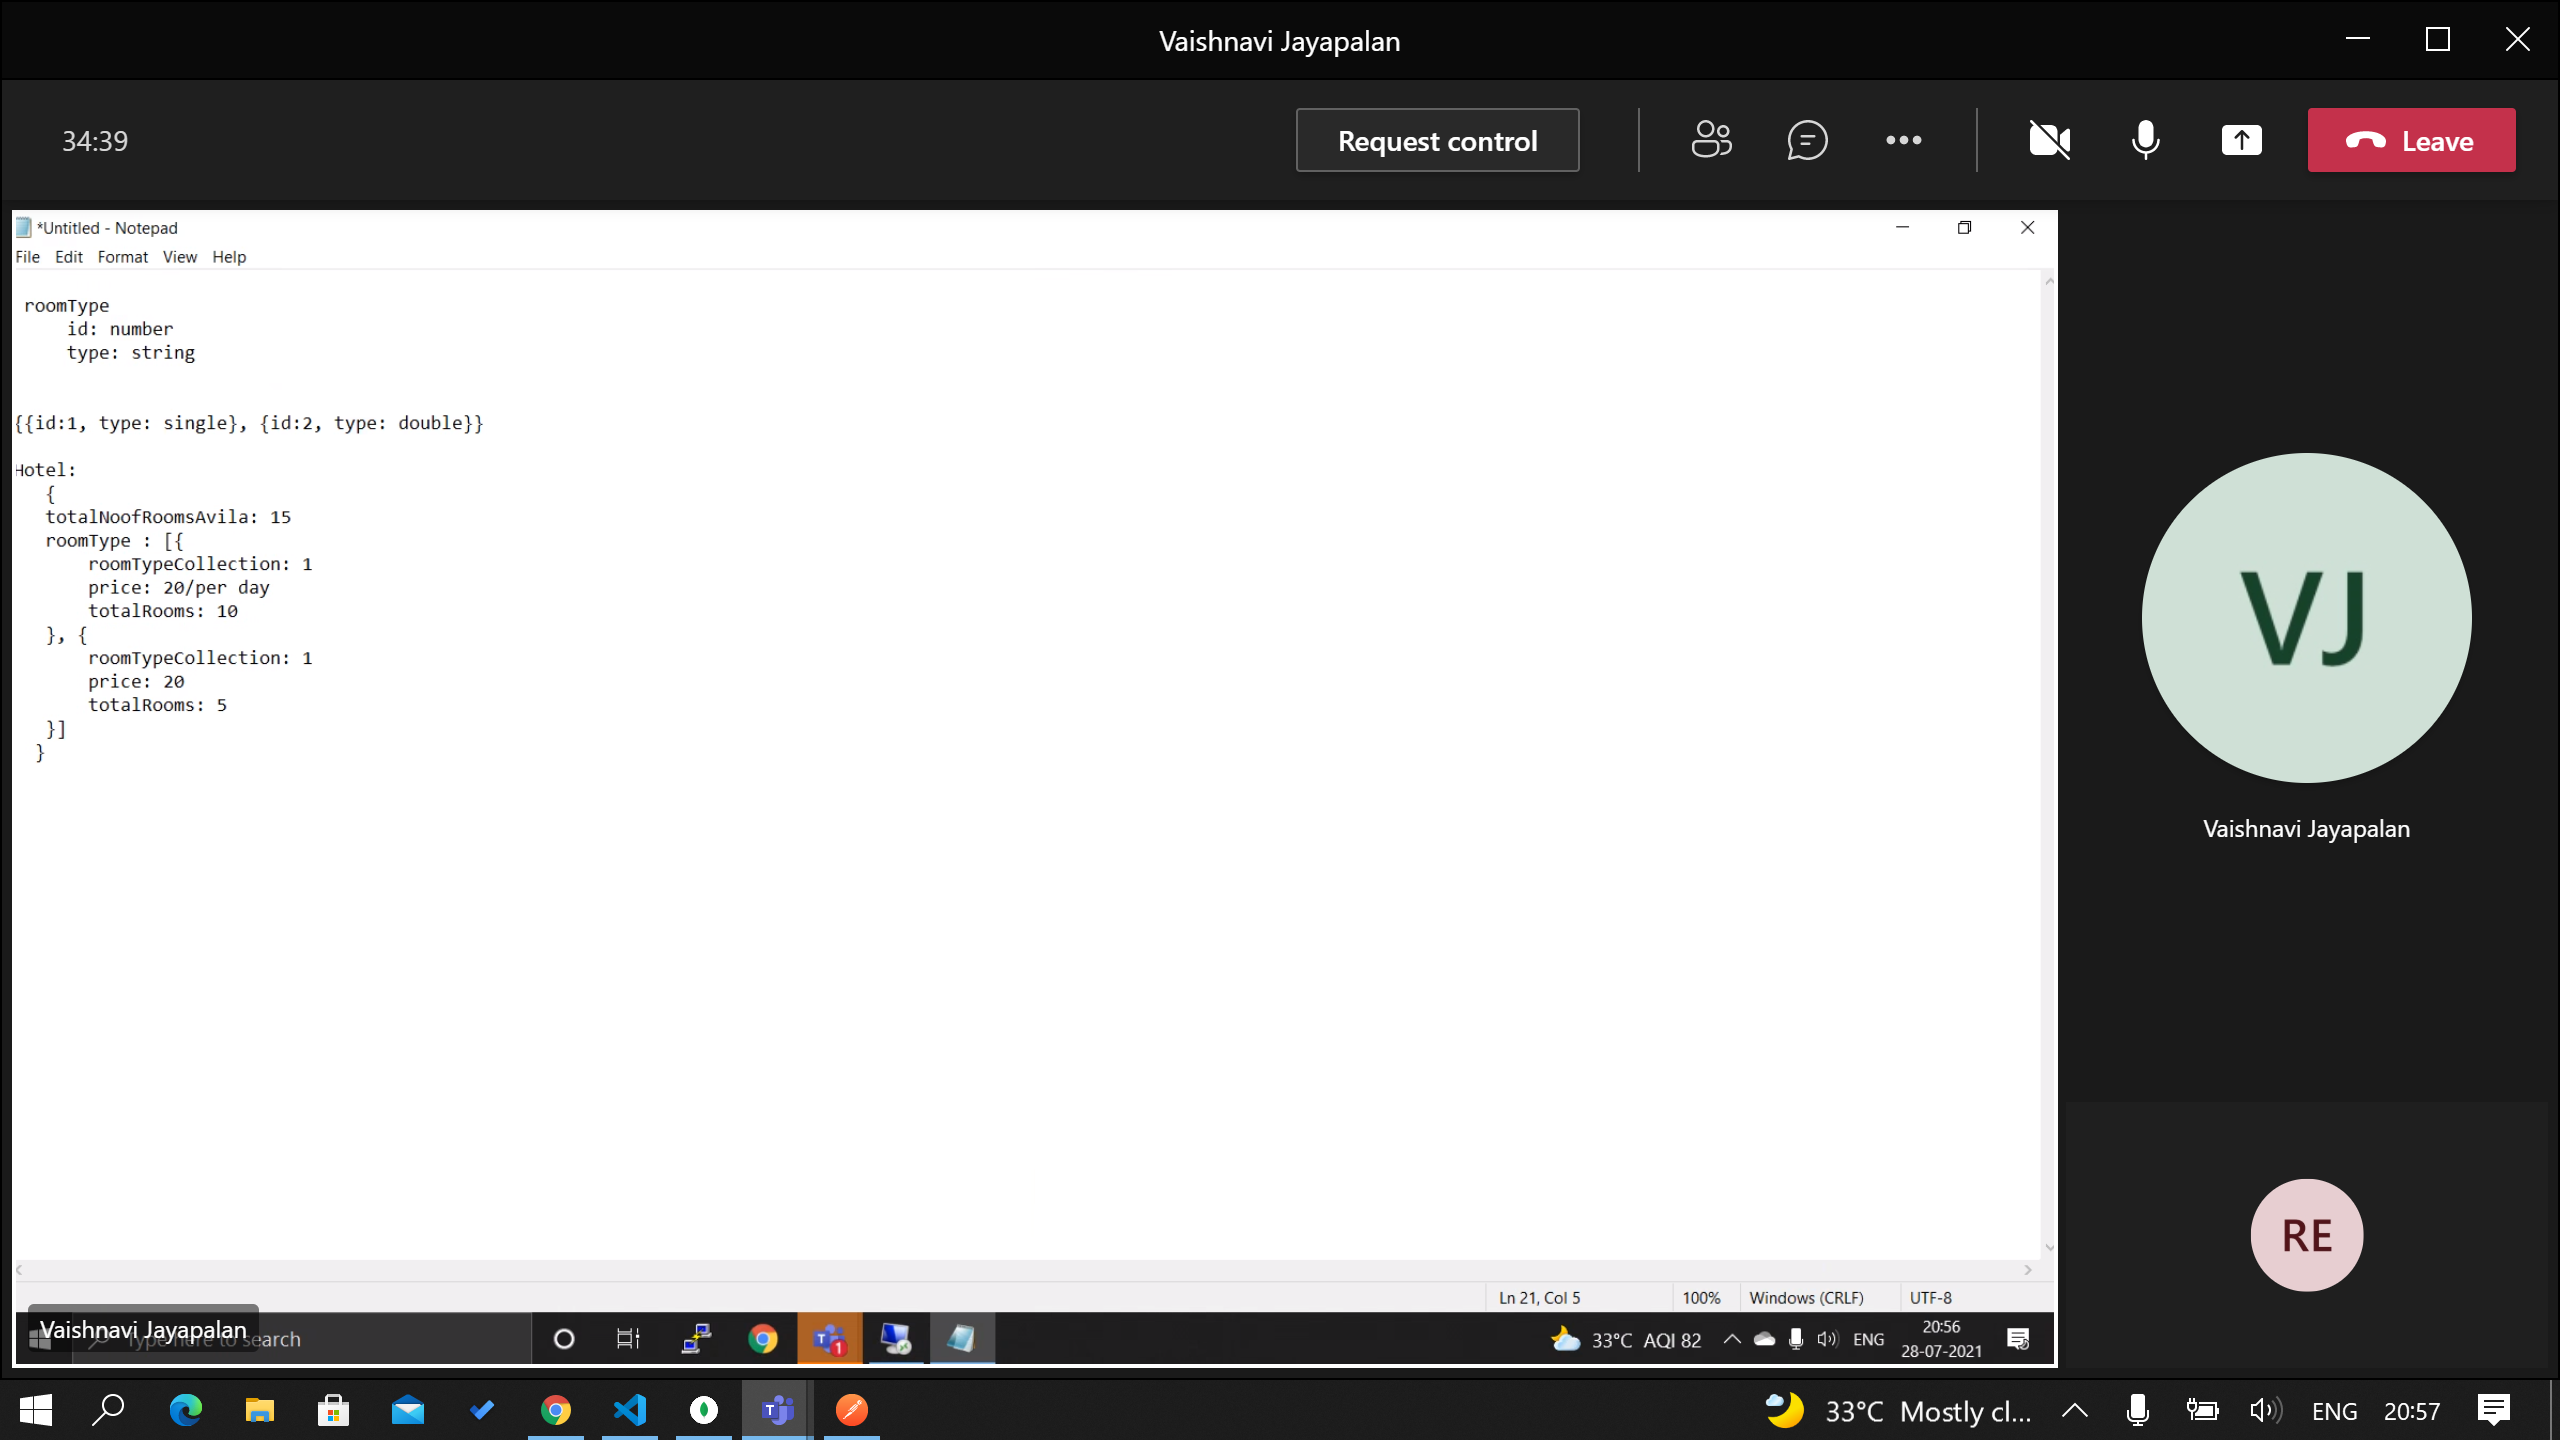 Vaishnavi Jayapalan
34:39
Request control
Leave
*Untitled - Notepad
File Edit Format View Help
roomType
id: number
type: string
{{id:1, type: single}, {id:2, type: double}}
Hotel:
{
totalNoofRoomsAvila: 15
roomType : [{
roomTypeCollection: 1
price: 20/per day
totalRooms: 10
}, {
roomTypeCollection: 1
price: 20
totalRooms: 5
}]
}
VJ
Vaishnavi Jayapalan
RE
Ln 21, Col 5 100% Windows (CRLF) UTF-8
Vaishnavi Jayapalan
Type here to search
1
33°C AQI 82 ENG
20:56
28-07-2021
33°C Mostly cl... ENG 20:57